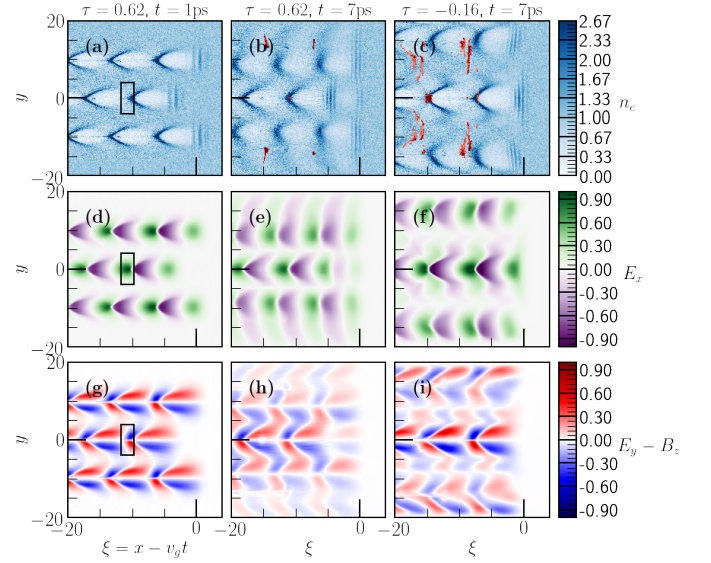 τ = 0.62, t = 1ps τ = 0.62, t = 7ps τ = −0.16, t = 7ps
20 (a) (b) (c) 2.67
2.33
2.00
1.67
y 0 1.33 n_e
1.00
0.67
0.33
−20 0.00
20 (d) (e) (f) 0.90
0.60
0.30
y 0 0.00 E_x
-0.30
-0.60
−20 -0.90
20 (g) (h) (i) 0.90
0.60
0.30
y 0 0.00 E_y − B_z
-0.30
-0.60
-0.90
−20
−20 0 −20 0 −20 0
ξ = x − v_g t ξ ξ